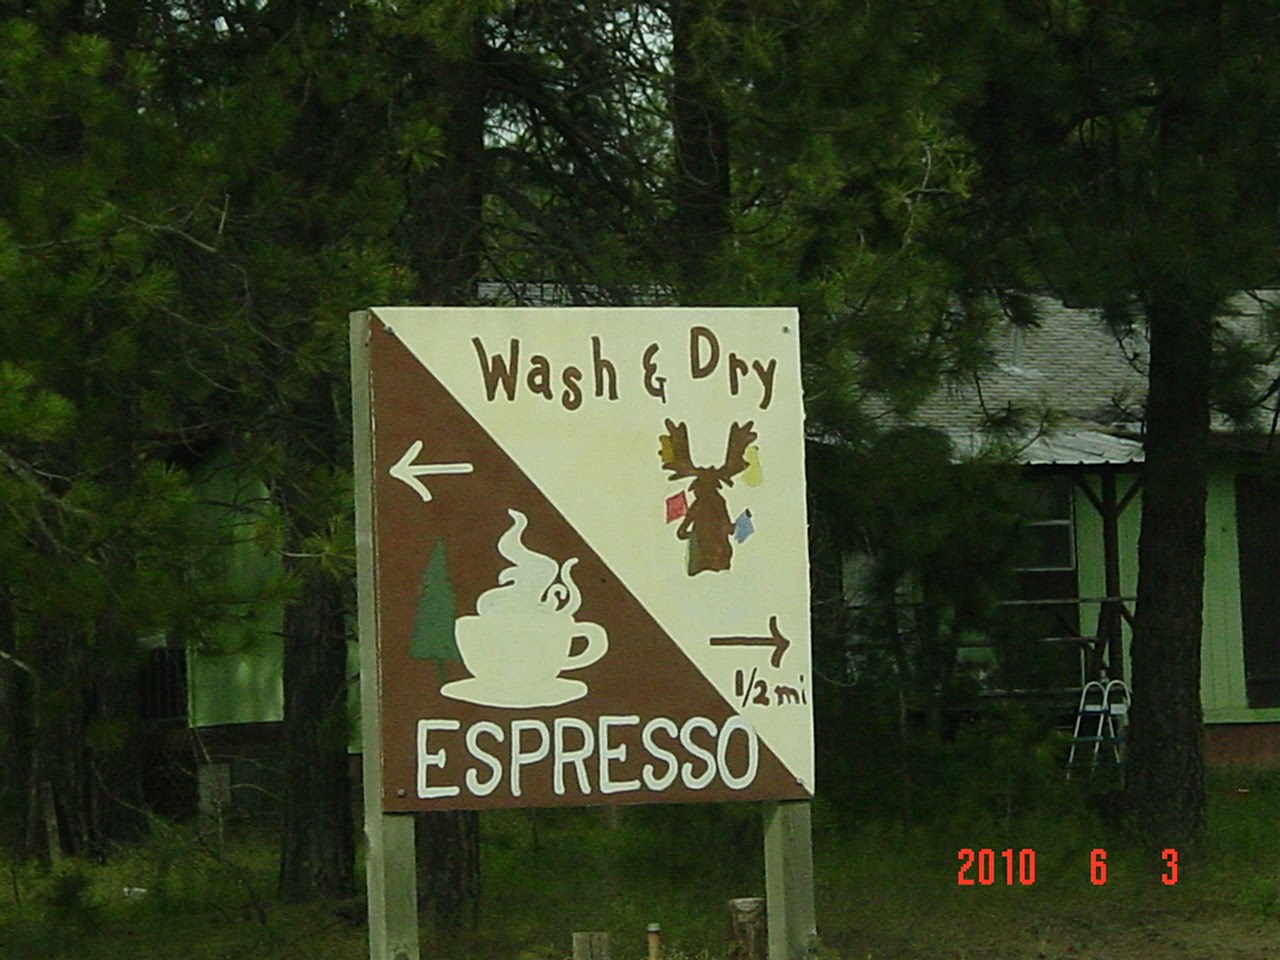 Wash & Dry
1/2 mi
ESPRESSO
2010 6 3